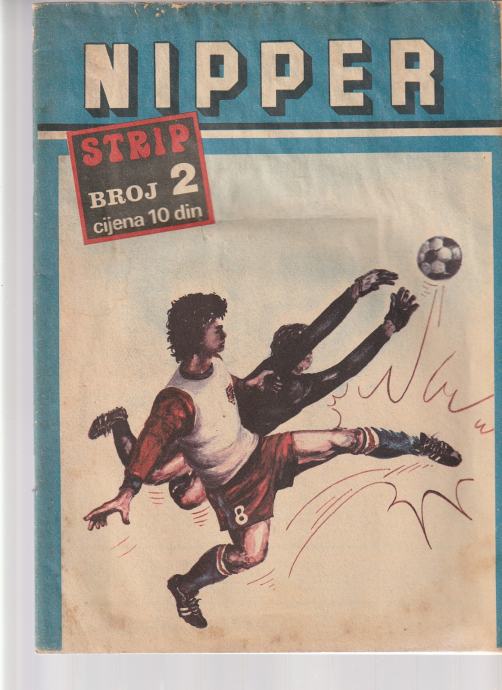 NIPPER
STRIP
BROJ 2
cijena 10 din
8